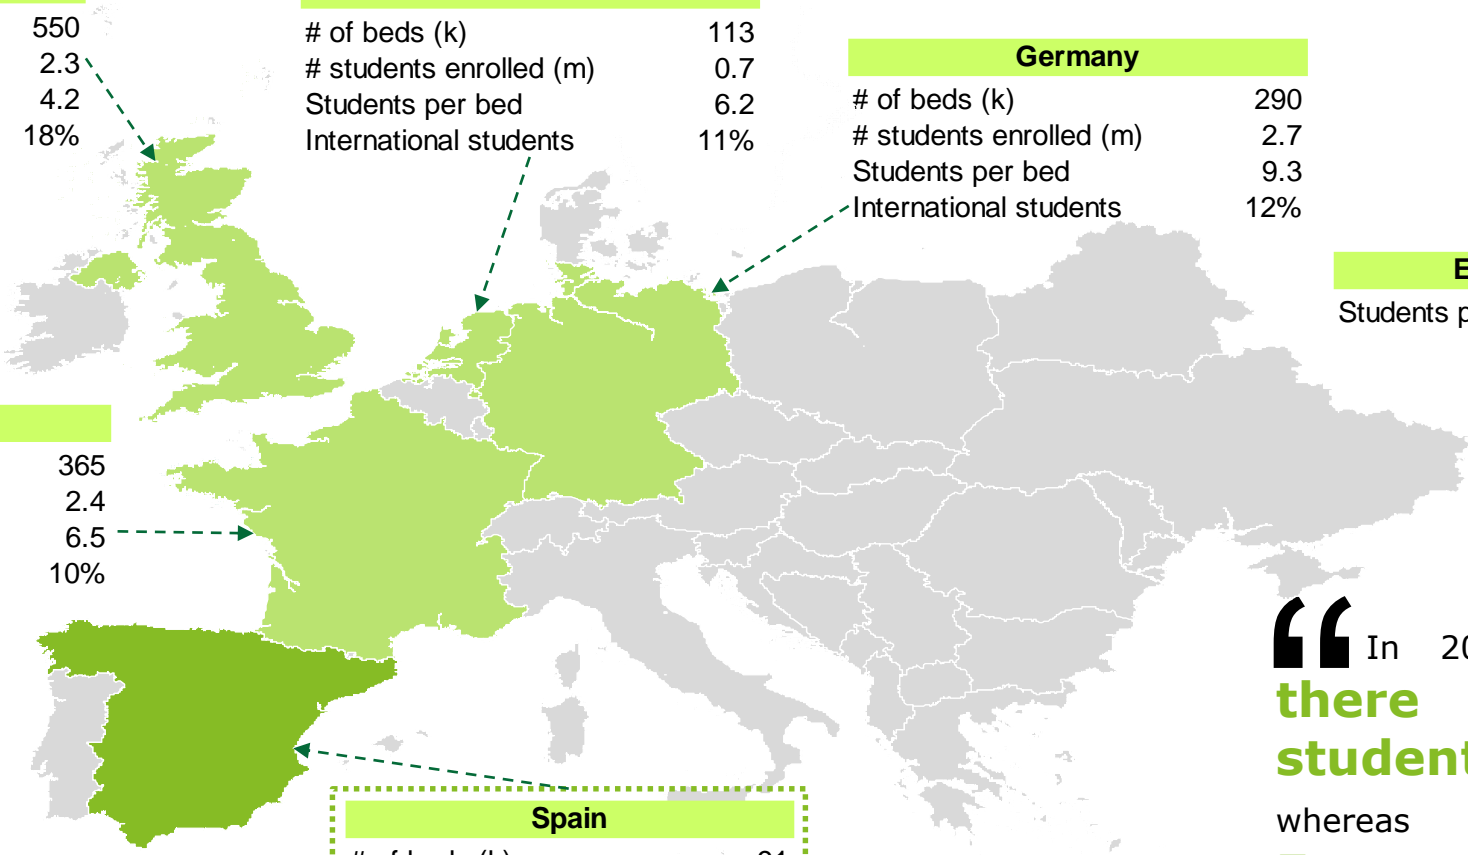 550
2.3
4.2
18%
# of beds (k) 113
# students enrolled (m) 0.7
Students per bed 6.2
International students 11%
Germany
# of beds (k) 290
# students enrolled (m) 2.7
Students per bed 9.3
International students 12%
Students
365
2.4
6.5
10%
“ In 20
there
student
whereas
Spain